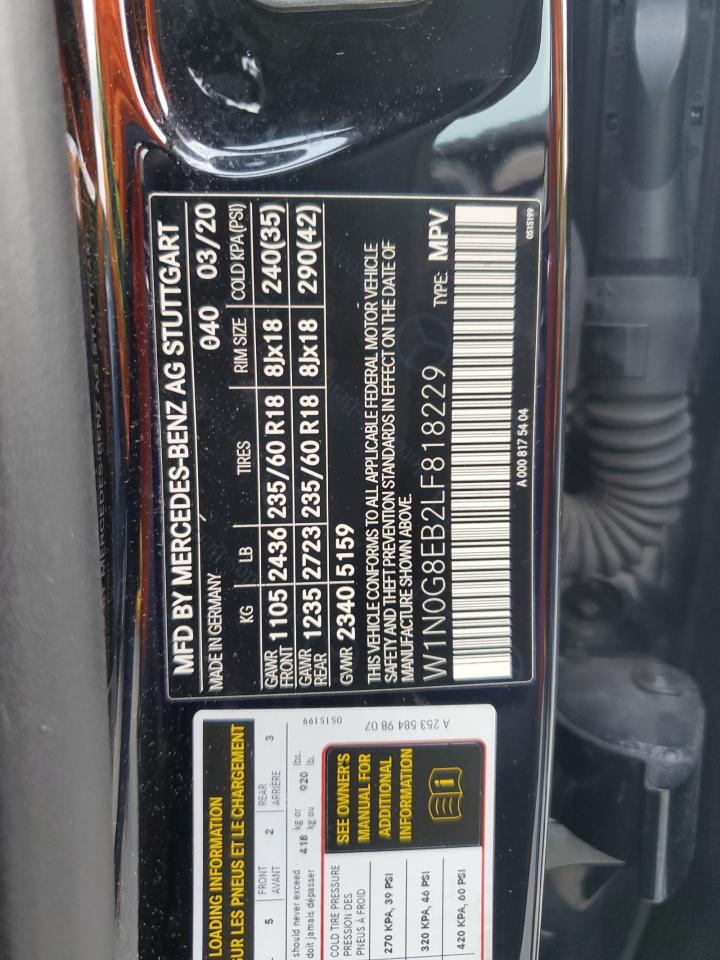 MFD BY MERCEDES-BENZ AG STUTTGART
MADE IN GERMANY 040 03/20
KG LB TIRES RIM SIZE COLD KPA(PSI)
GAWR FRONT 1105 2436 235/60 R18 8Jx18 240(35)
GAWR REAR 1235 2723 235/60 R18 8Jx18 290(42)
GVWR 2340 5159
THIS VEHICLE CONFORMS TO ALL APPLICABLE FEDERAL MOTOR VEHICLE
SAFETY AND THEFT PREVENTION STANDARDS IN EFFECT ON THE DATE OF
MANUFACTURE SHOWN ABOVE.
W1N0G8EB2LF818229 TYPE: MPV
A 000 817 54 04
0515199
LOADING INFORMATION
SUR LES PNEUS ET LE CHARGEMENT
5 FRONT AVANT 2 REAR ARRIÈRE 3
should never exceed 418 kg or 920 lbs.
doit jamais dépasser kg ou lb.
COLD TIRE PRESSURE
PRESSION DES
PNEUS À FROID
270 KPA, 39 PSI
320 KPA, 46 PSI
420 KPA, 60 PSI
SEE OWNER'S
MANUAL FOR
ADDITIONAL
INFORMATION
0515199
A 253 584 98 07